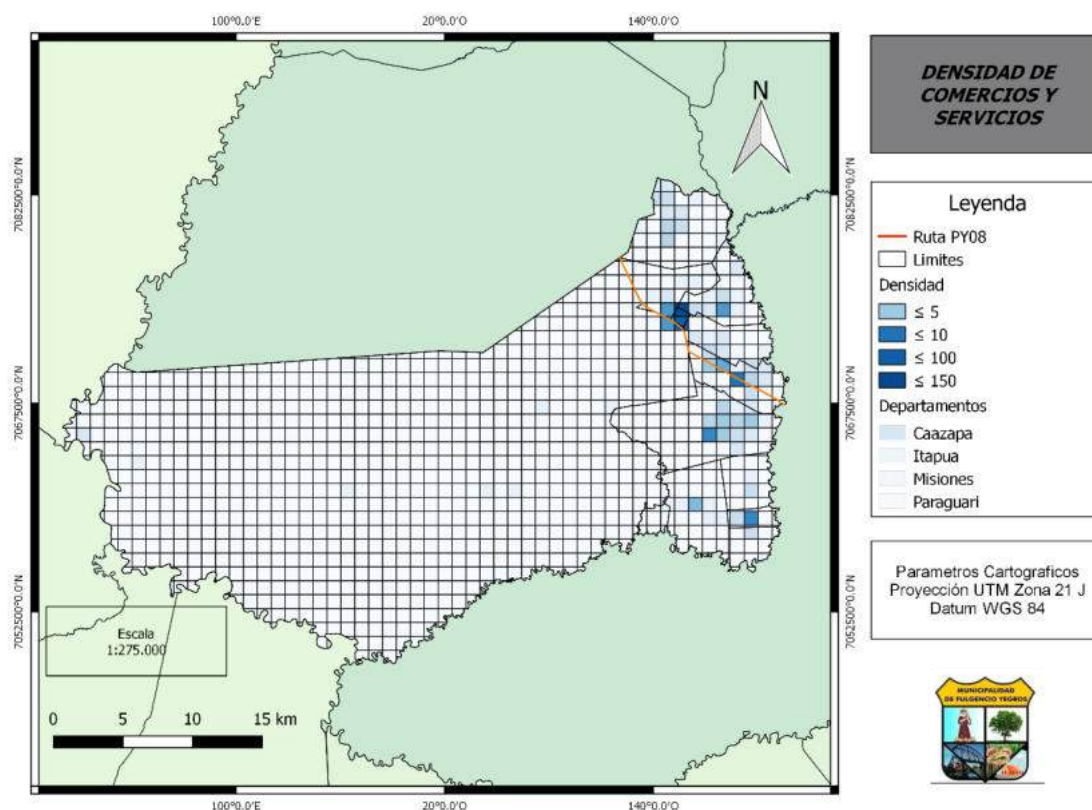 100°0.0'E
20°0.0'O
140°0.0'O
7082500°0.0'N
7067500°0.0'N
7052500°0.0'N
N
7082500°0.0'N
7067500°0.0'N
7052500°0.0'N
Escala
1:275.000
0 5 10 15 km
100°0.0'E
20°0.0'O
140°0.0'O
DENSIDAD DE
COMERCIOS Y
SERVICIOS
Leyenda
Ruta PY08
Limites
Densidad
≤ 5
≤ 10
≤ 100
≤ 150
Departamentos
Caazapa
Itapua
Misiones
Paraguari
Parametros Cartograficos
Proyección UTM Zona 21 J
Datum WGS 84
MUNICIPALIDAD
DE FULGENCIO YEGROS